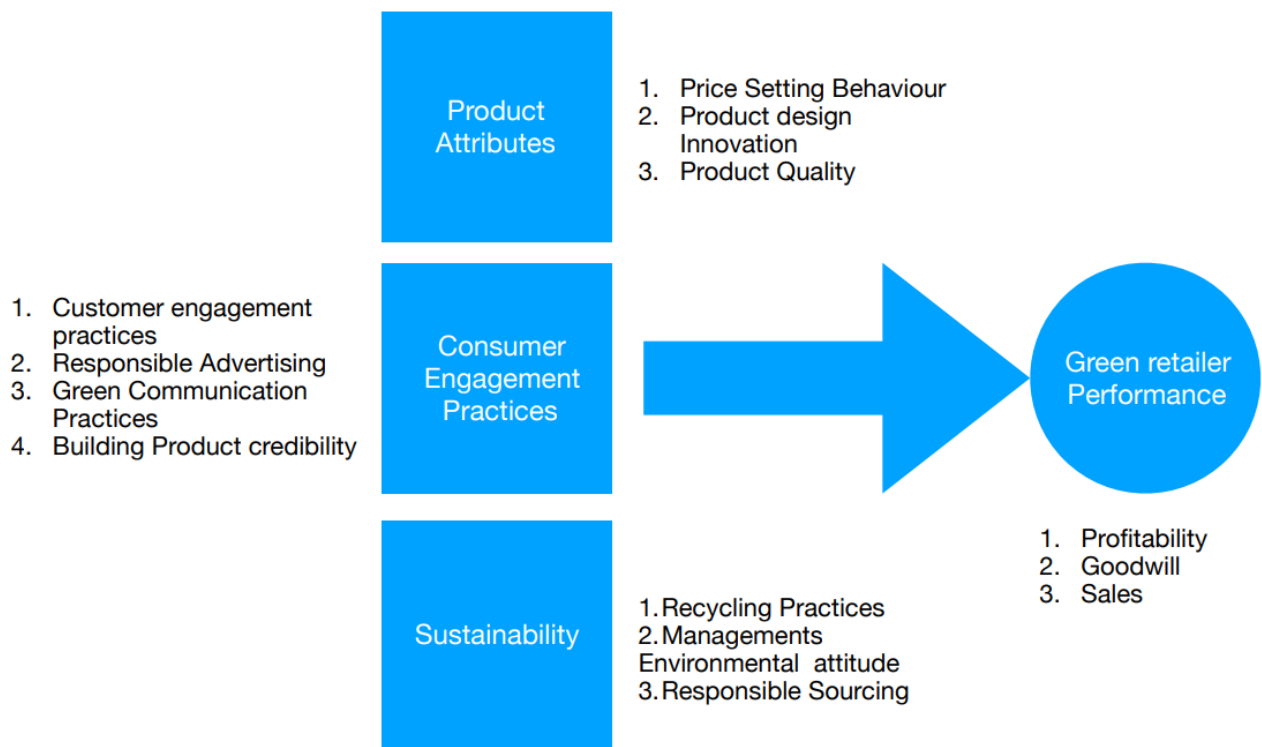 Product
Attributes
1. Price Setting Behaviour
2. Product design
Innovation
3. Product Quality
1. Customer engagement
practices
2. Responsible Advertising
3. Green Communication
Practices
4. Building Product credibility
Consumer
Engagement
Practices
Green retailer
Performance
1. Profitability
2. Goodwill
3. Sales
Sustainability
1. Recycling Practices
2. Managements
Environmental attitude
3. Responsible Sourcing